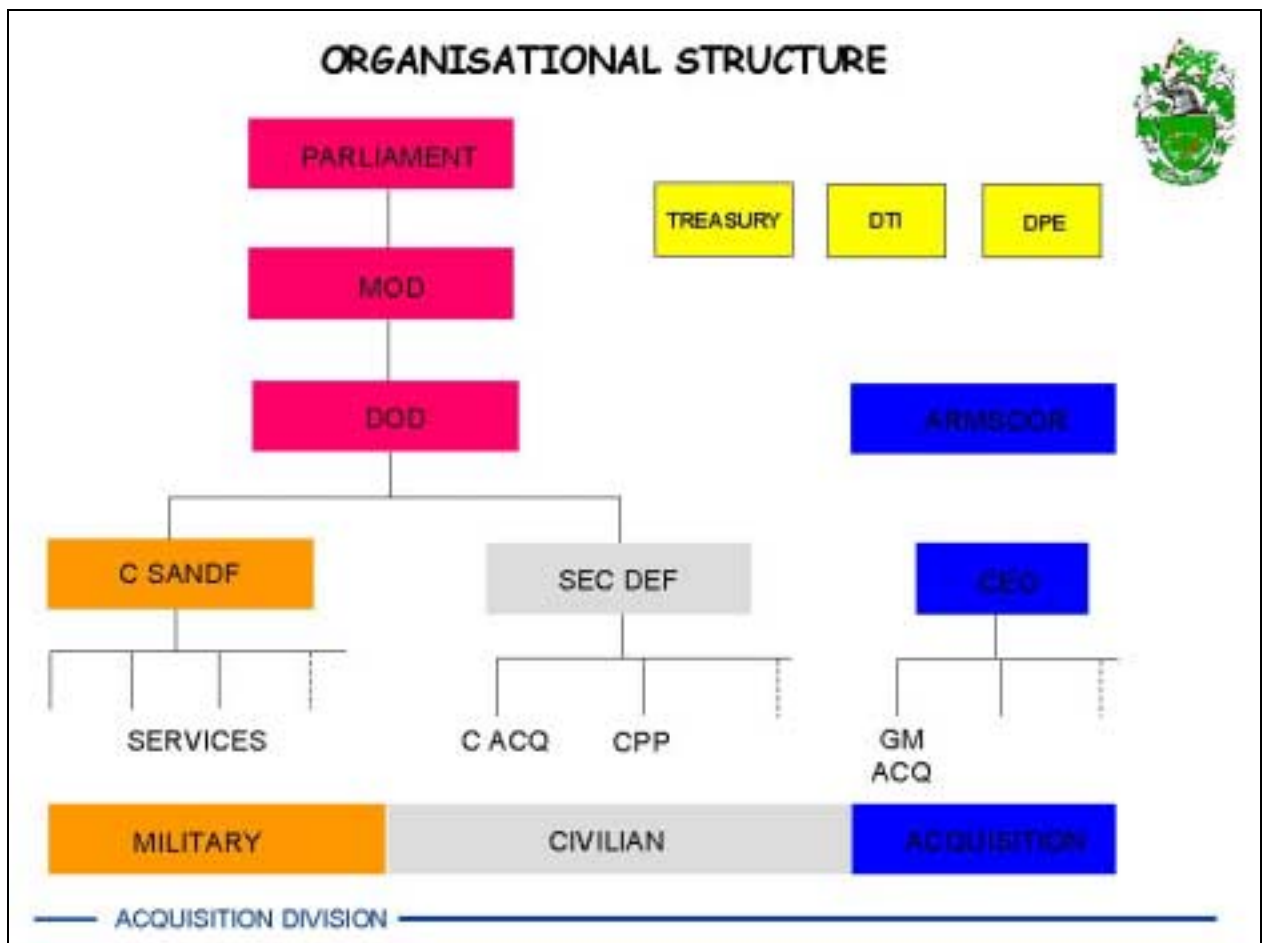 ORGANISATIONAL STRUCTURE
PARLIAMENT
TREASURY
DTI
DPE
MOD
DOD
ARMSCOR
C SANDF
SEC DEF
CEO
SERVICES
C ACQ
CPP
GM
ACQ
MILITARY
CIVILIAN
ACQUISITION
ACQUISITION DIVISION